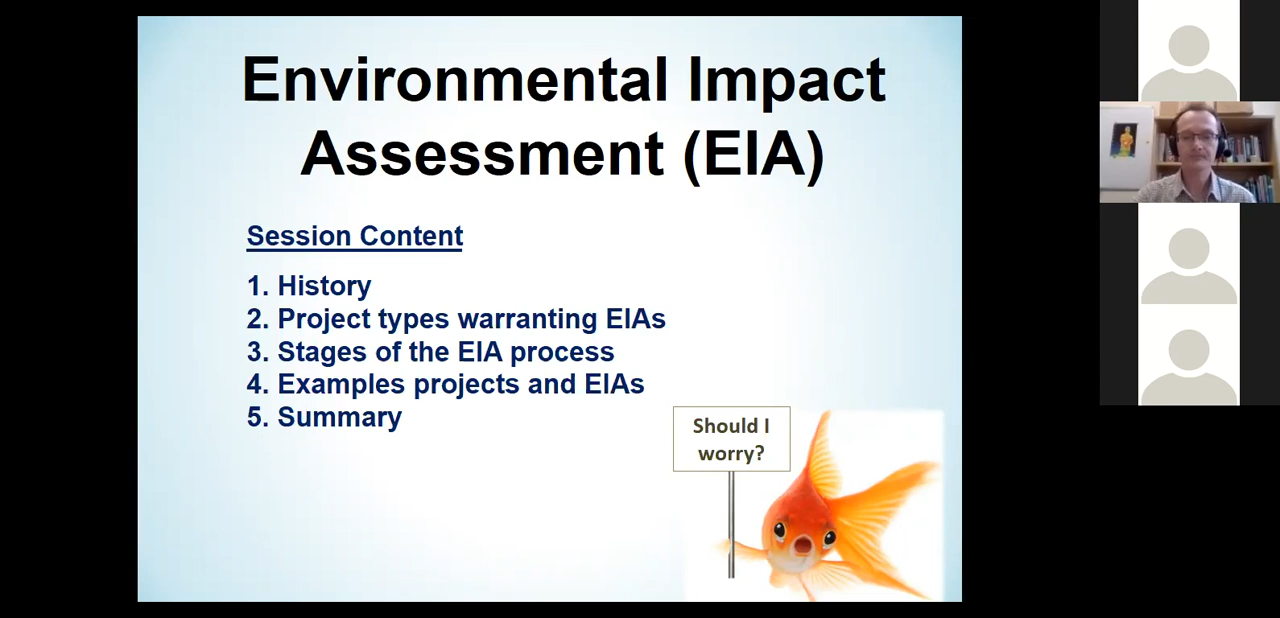 Environmental Impact
Assessment (EIA)
Session Content
1. History
2. Project types warranting EIAs
3. Stages of the EIA process
4. Examples projects and EIAs
5. Summary
Should I
worry?